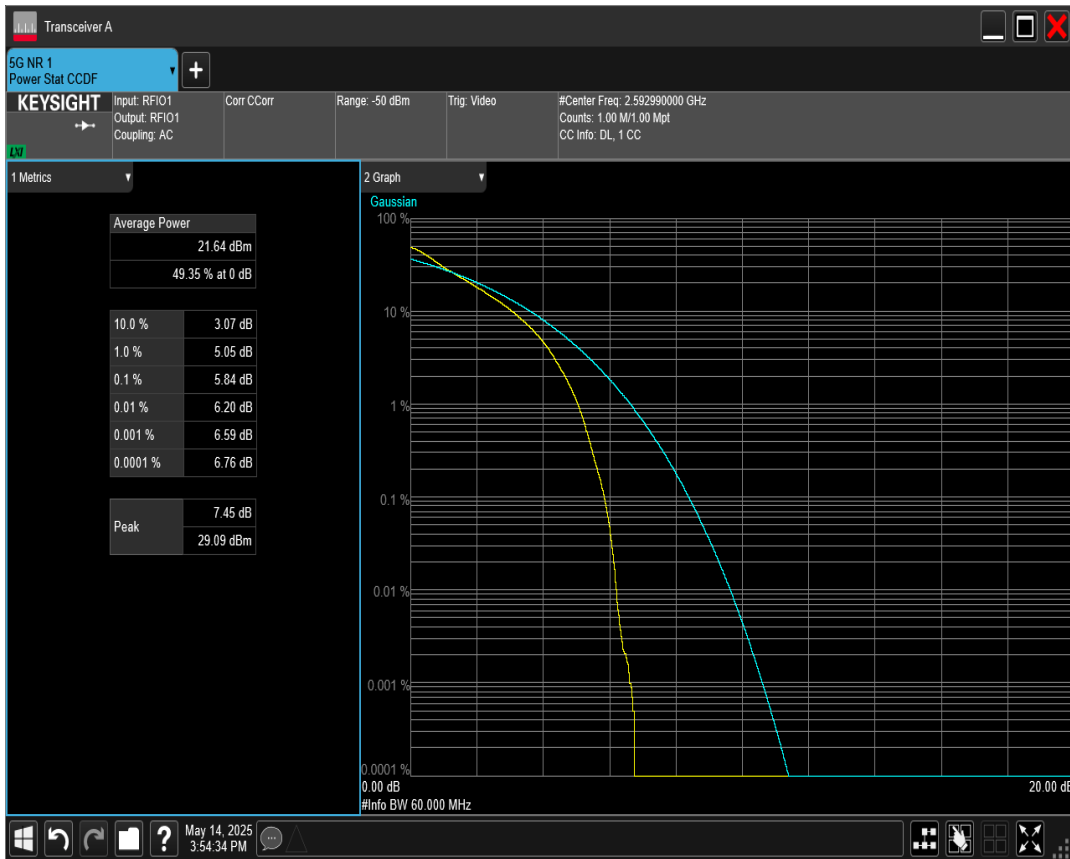 Transceiver A
5G NR 1
Power Stat CCDF
+
KEYSIGHT
LXI
Input: RFIO1
Output: RFIO1
Coupling: AC
Corr CCorr
Range: -50 dBm
Trig: Video
#Center Freq: 2.592990000 GHz
Counts: 1.00 M/1.00 Mpt
CC Info: DL, 1 CC
1 Metrics
Average Power
21.64 dBm
49.35 % at 0 dB
10.0 % 3.07 dB
1.0 % 5.05 dB
0.1 % 5.84 dB
0.01 % 6.20 dB
0.001 % 6.59 dB
0.0001 % 6.76 dB
Peak 7.45 dB
29.09 dBm
2 Graph
Gaussian
100 %
10 %
1 %
0.1 %
0.01 %
0.001 %
0.0001 %
0.00 dB 20.00 dB
#Info BW 60.000 MHz
?
May 14, 2025
3:54:34 PM